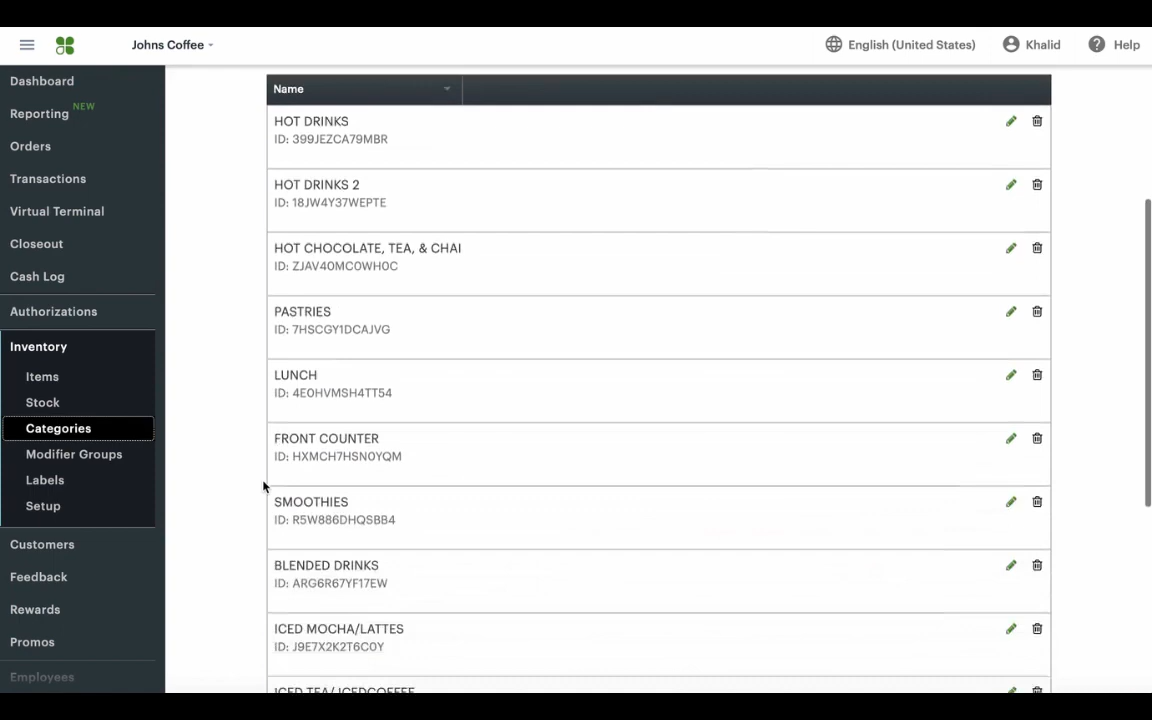 Johns Coffee
English (United States)
Khalid
Help
Dashboard
Reporting NEW
Orders
Transactions
Virtual Terminal
Closeout
Cash Log
Authorizations
Inventory
Items
Stock
Categories
Modifier Groups
Labels
Setup
Customers
Feedback
Rewards
Promos
Employees
Name
HOT DRINKS
ID: 399JEZCA79MBR
HOT DRINKS 2
ID: 18JW4Y37WEPTE
HOT CHOCOLATE, TEA, & CHAI
ID: ZJAV40MC0WH0C
PASTRIES
ID: 7HSCGY1DCAJVG
LUNCH
ID: 4E0HVMSH4TT54
FRONT COUNTER
ID: HXMCH7HSN0YQM
SMOOTHIES
ID: R5W886DHQSBB4
BLENDED DRINKS
ID: ARG6R67YF17EW
ICED MOCHA/LATTES
ID: J9E7X2K2T6C0Y
ICED TEA/ ICEDCOFFEE